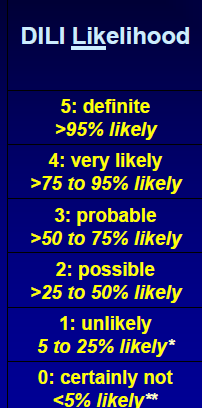 DILI Likelihood
5: definite
>95% likely
4: very likely
>75 to 95% likely
3: probable
>50 to 75% likely
2: possible
>25 to 50% likely
1: unlikely
5 to 25% likely*
0: certainly not
<5% likely**